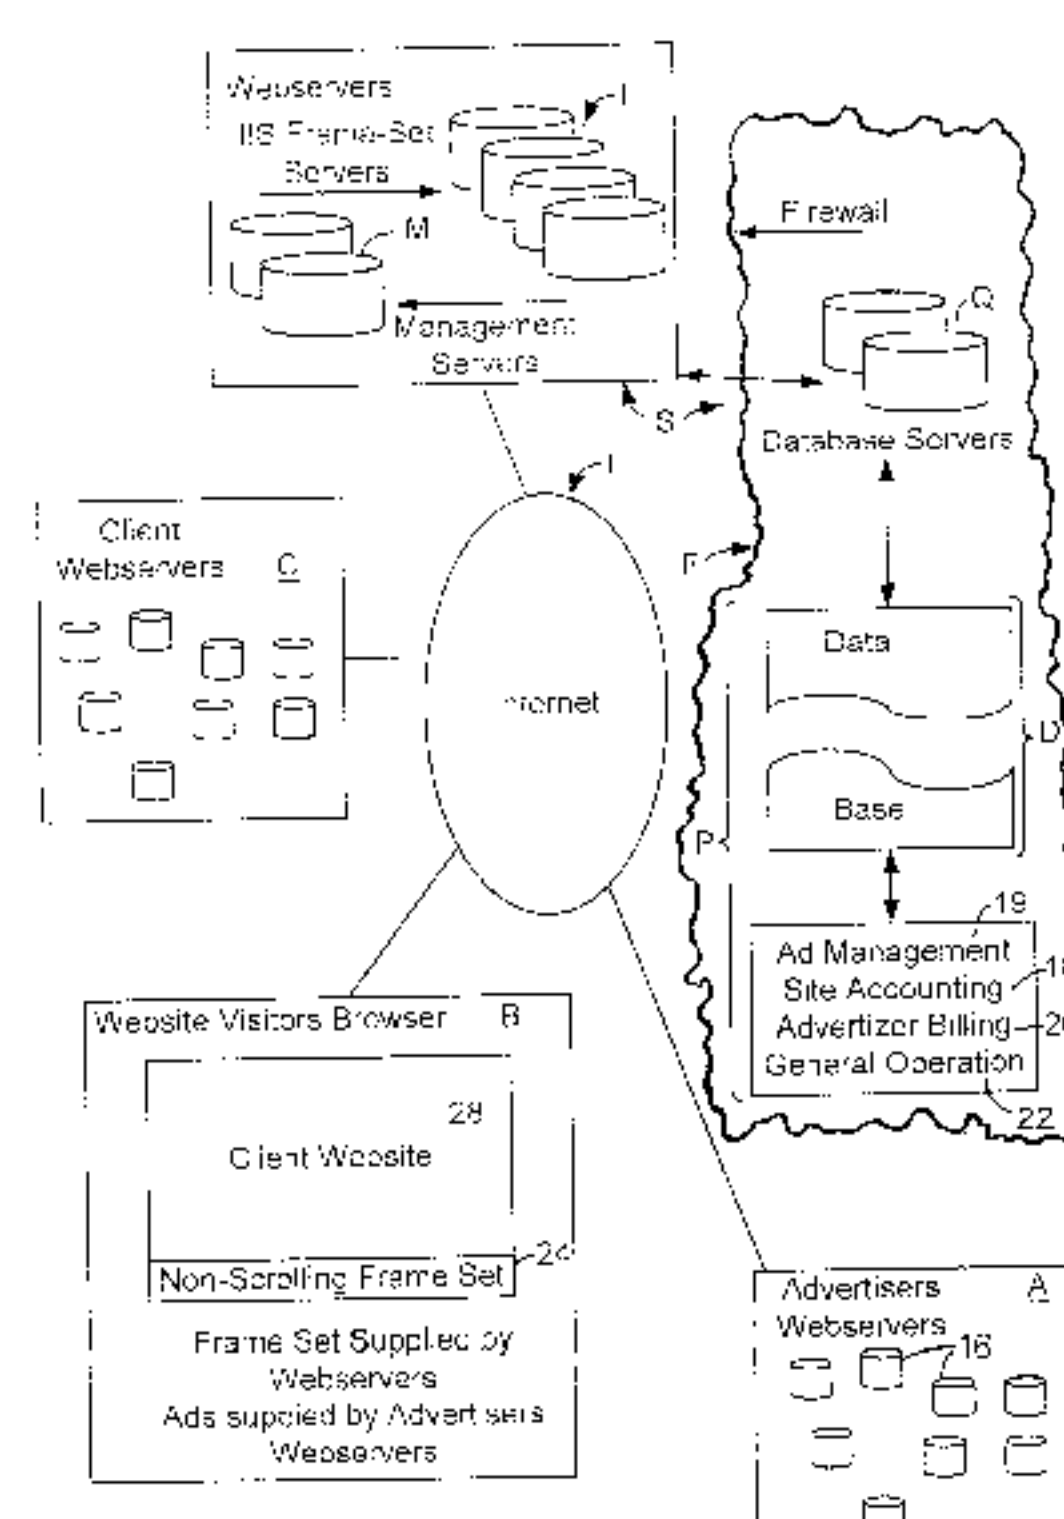 Webservers
IIS Frame-Set
Servers
I
M
Management
Servers
Firewall
Q
S
Database Servers
I
Client
Webservers
C
F
Internet
Data
D
Base
P
19
Ad Management
Site Accounting
Advertizer Billing
General Operation
22
Website Visitors Browser
B
28
Client Website
24
Non-Scrolling Frame Set
Frame Set Supplied by
Webservers
Ads supplied by Advertisers
Webservers
Advertisers
A
Webservers
16